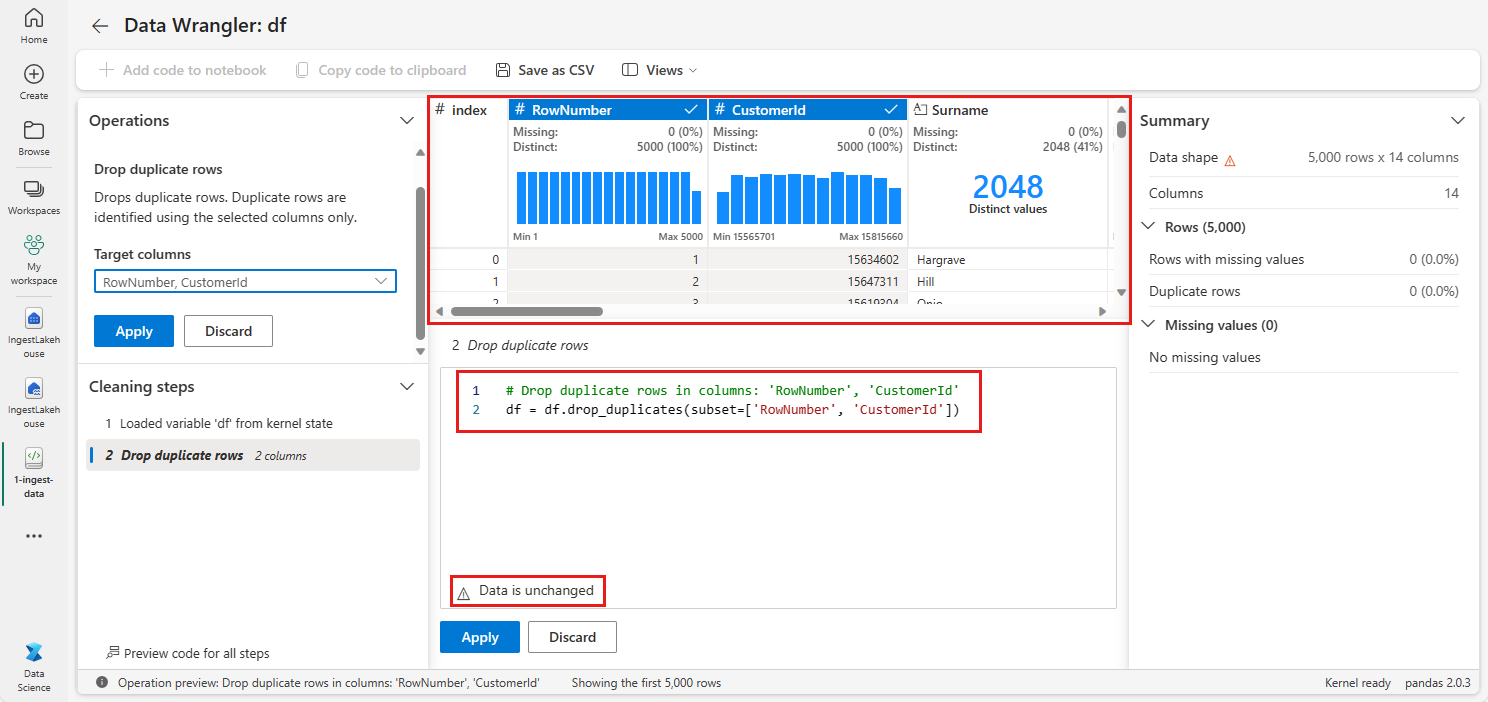 Home
Create
Browse
Workspaces
My
workspace
IngestLakeh
ouse
IngestLakeh
ouse
1-ingest-
data
Data
Science
Data Wrangler: df
Add code to notebook
Copy code to clipboard
Save as CSV
Views
Operations
Drop duplicate rows
Drops duplicate rows. Duplicate rows are
identified using the selected columns only.
Target columns
RowNumber, CustomerId
Apply Discard
Cleaning steps
1 Loaded variable 'df' from kernel state
2 Drop duplicate rows 2 columns
Preview code for all steps
# index # RowNumber # CustomerId A Surname
Missing: 0 (0%) Missing: 0 (0%) Missing: 0 (0%)
Distinct: 5000 (100%) Distinct: 5000 (100%) Distinct: 2048 (41%)
2048
Distinct values
Min 1 Max 5000 Min 15565701 Max 15815660
0 1 15634602 Hargrave
1 2 15647311 Hill
2 3 15619304 Onio
2 Drop duplicate rows
1 # Drop duplicate rows in columns: 'RowNumber', 'CustomerId'
2 df = df.drop_duplicates(subset=['RowNumber', 'CustomerId'])
Data is unchanged
Apply Discard
Summary
Data shape 5,000 rows x 14 columns
Columns 14
Rows (5,000)
Rows with missing values 0 (0.0%)
Duplicate rows 0 (0.0%)
Missing values (0)
No missing values
Operation preview: Drop duplicate rows in columns: 'RowNumber', 'CustomerId' Showing the first 5,000 rows Kernel ready pandas 2.0.3